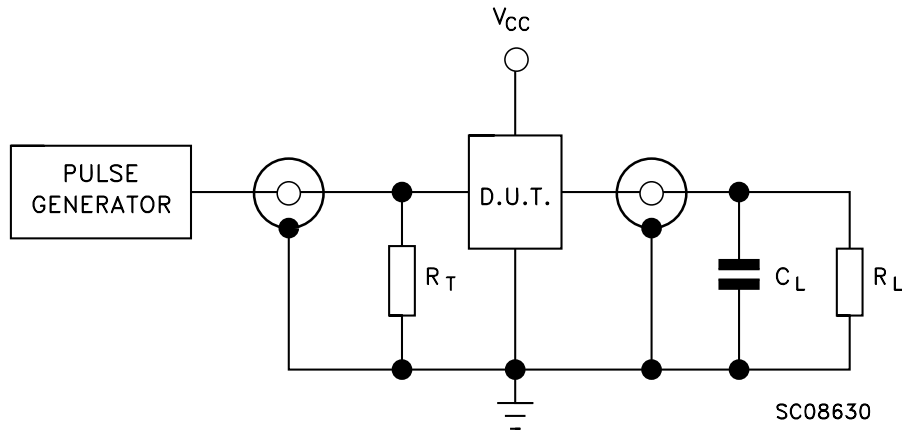 VCC
PULSE
GENERATOR
D.U.T.
RT
CL
RL
SC08630